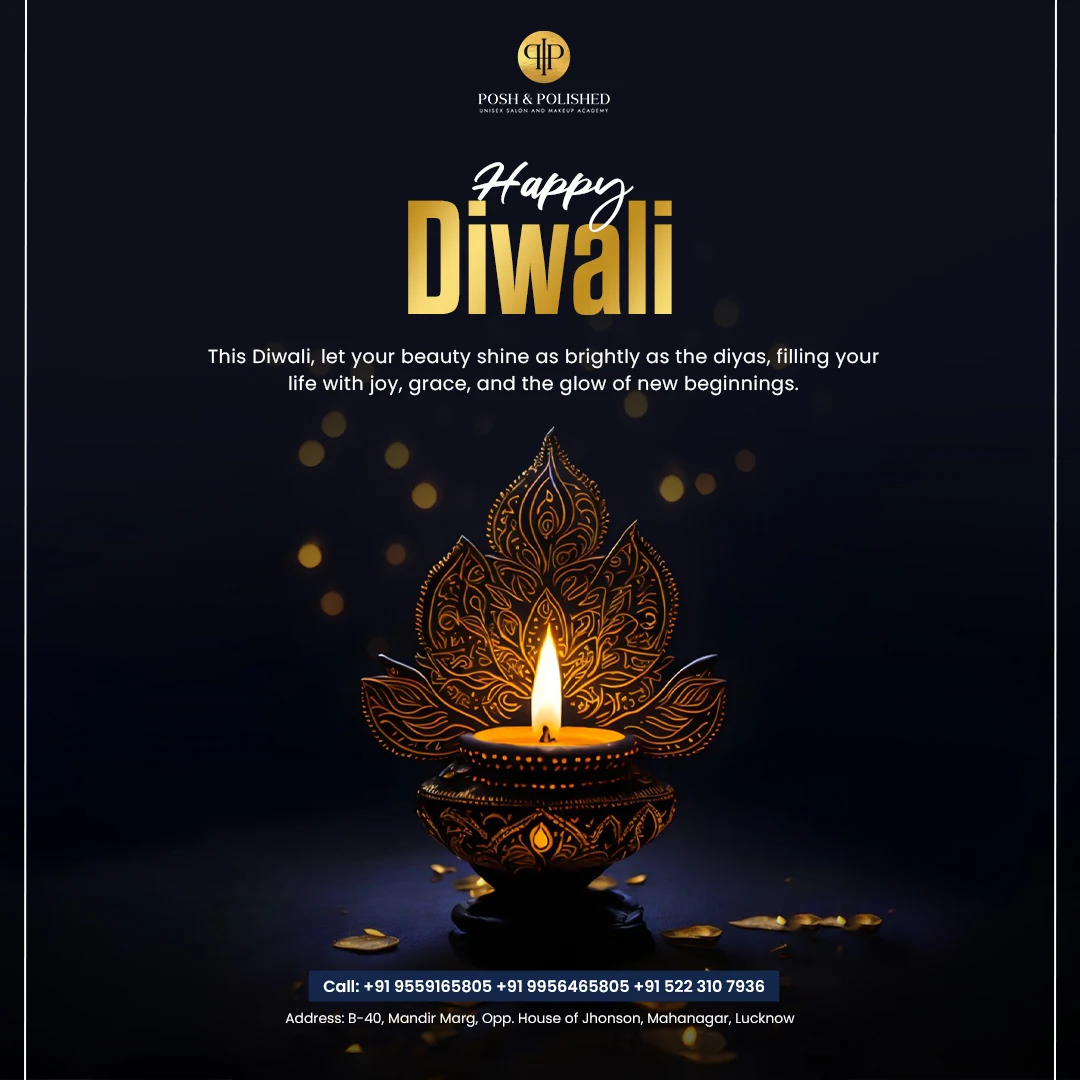 PIP
POSH & POLISHED
UNISEX SALON AND MAKEUP ACADEMY
Happy
Diwali
This Diwali, let your beauty shine as brightly as the diyas, filling your
life with joy, grace, and the glow of new beginnings.
Call: +91 9559165805 +91 9956465805 +91 522 310 7936
Address: B-40, Mandir Marg, Opp. House of Jhonson, Mahanagar, Lucknow